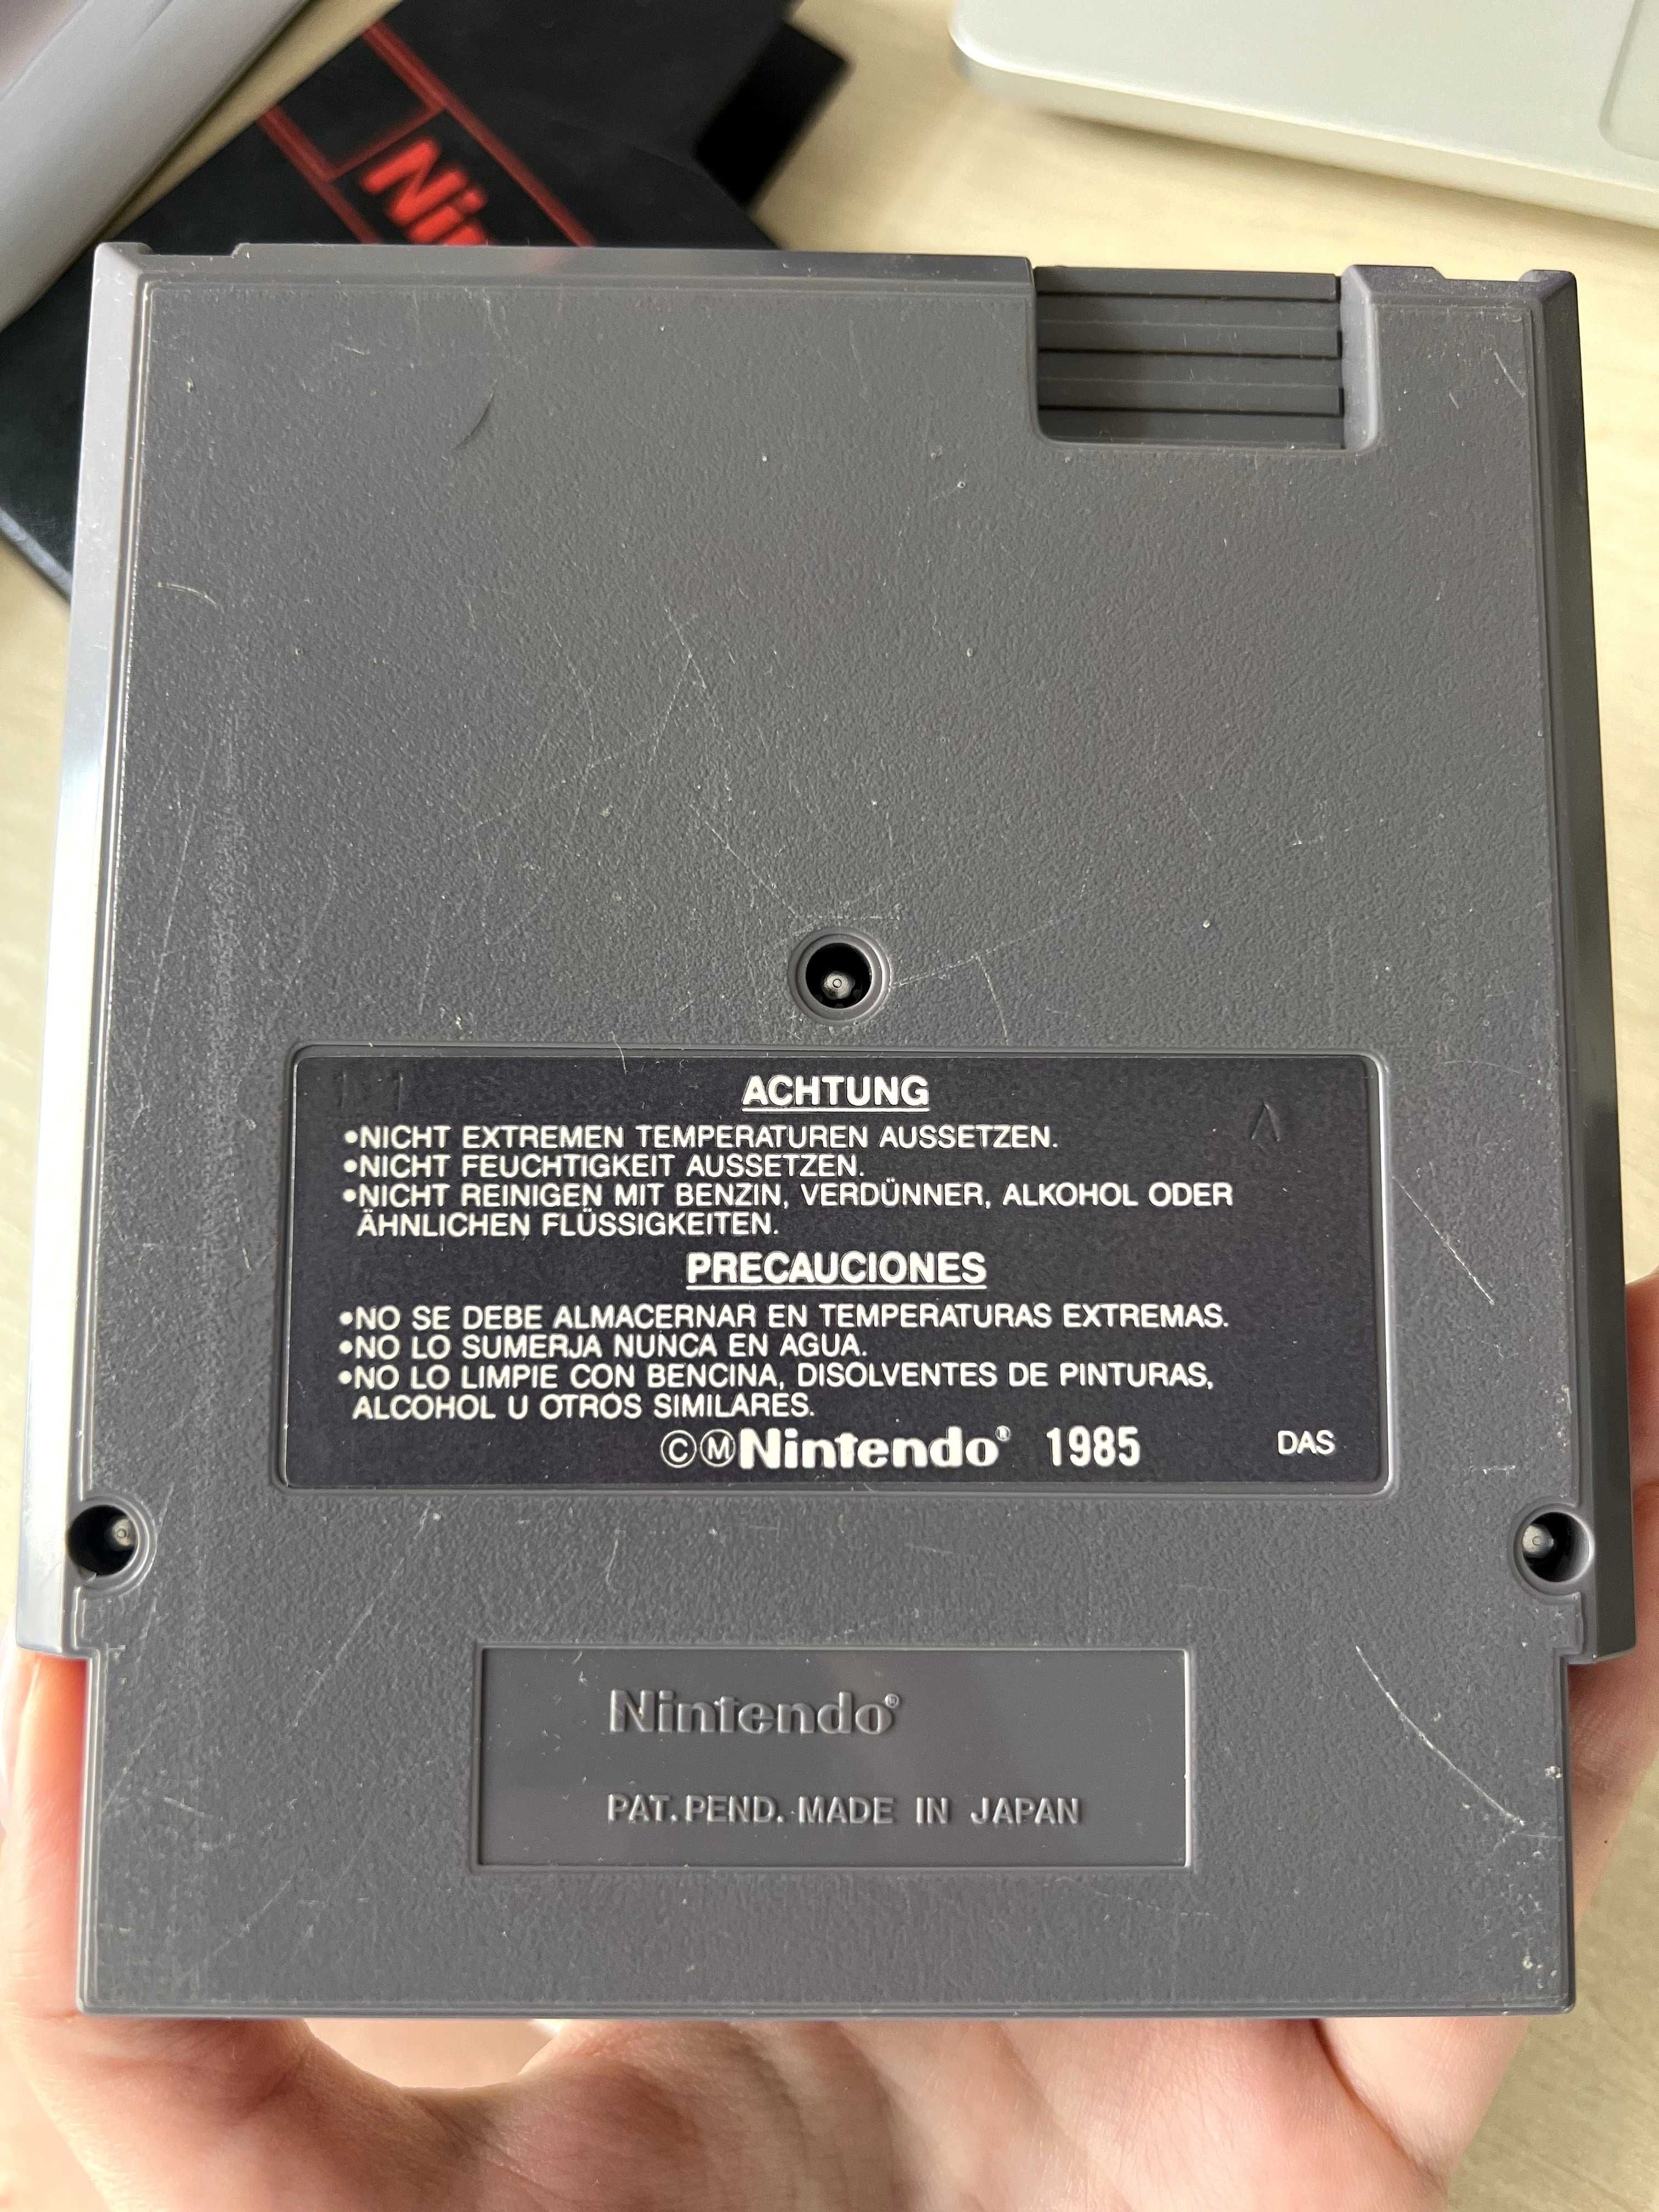 Nin
ACHTUNG
•NICHT EXTREMEN TEMPERATUREN AUSSETZEN.
•NICHT FEUCHTIGKEIT AUSSETZEN.
•NICHT REINIGEN MIT BENZIN, VERDÜNNER, ALKOHOL ODER
ÄHNLICHEN FLÜSSIGKEITEN.
PRECAUCIONES
•NO SE DEBE ALMACERNAR EN TEMPERATURAS EXTREMAS.
•NO LO SUMERJA NUNCA EN AGUA.
•NO LO LIMPIE CON BENCINA, DISOLVENTES DE PINTURAS,
ALCOHOL U OTROS SIMILARES.
©Ⓜ Nintendo® 1985 DAS
Nintendo®
PAT. PEND. MADE IN JAPAN